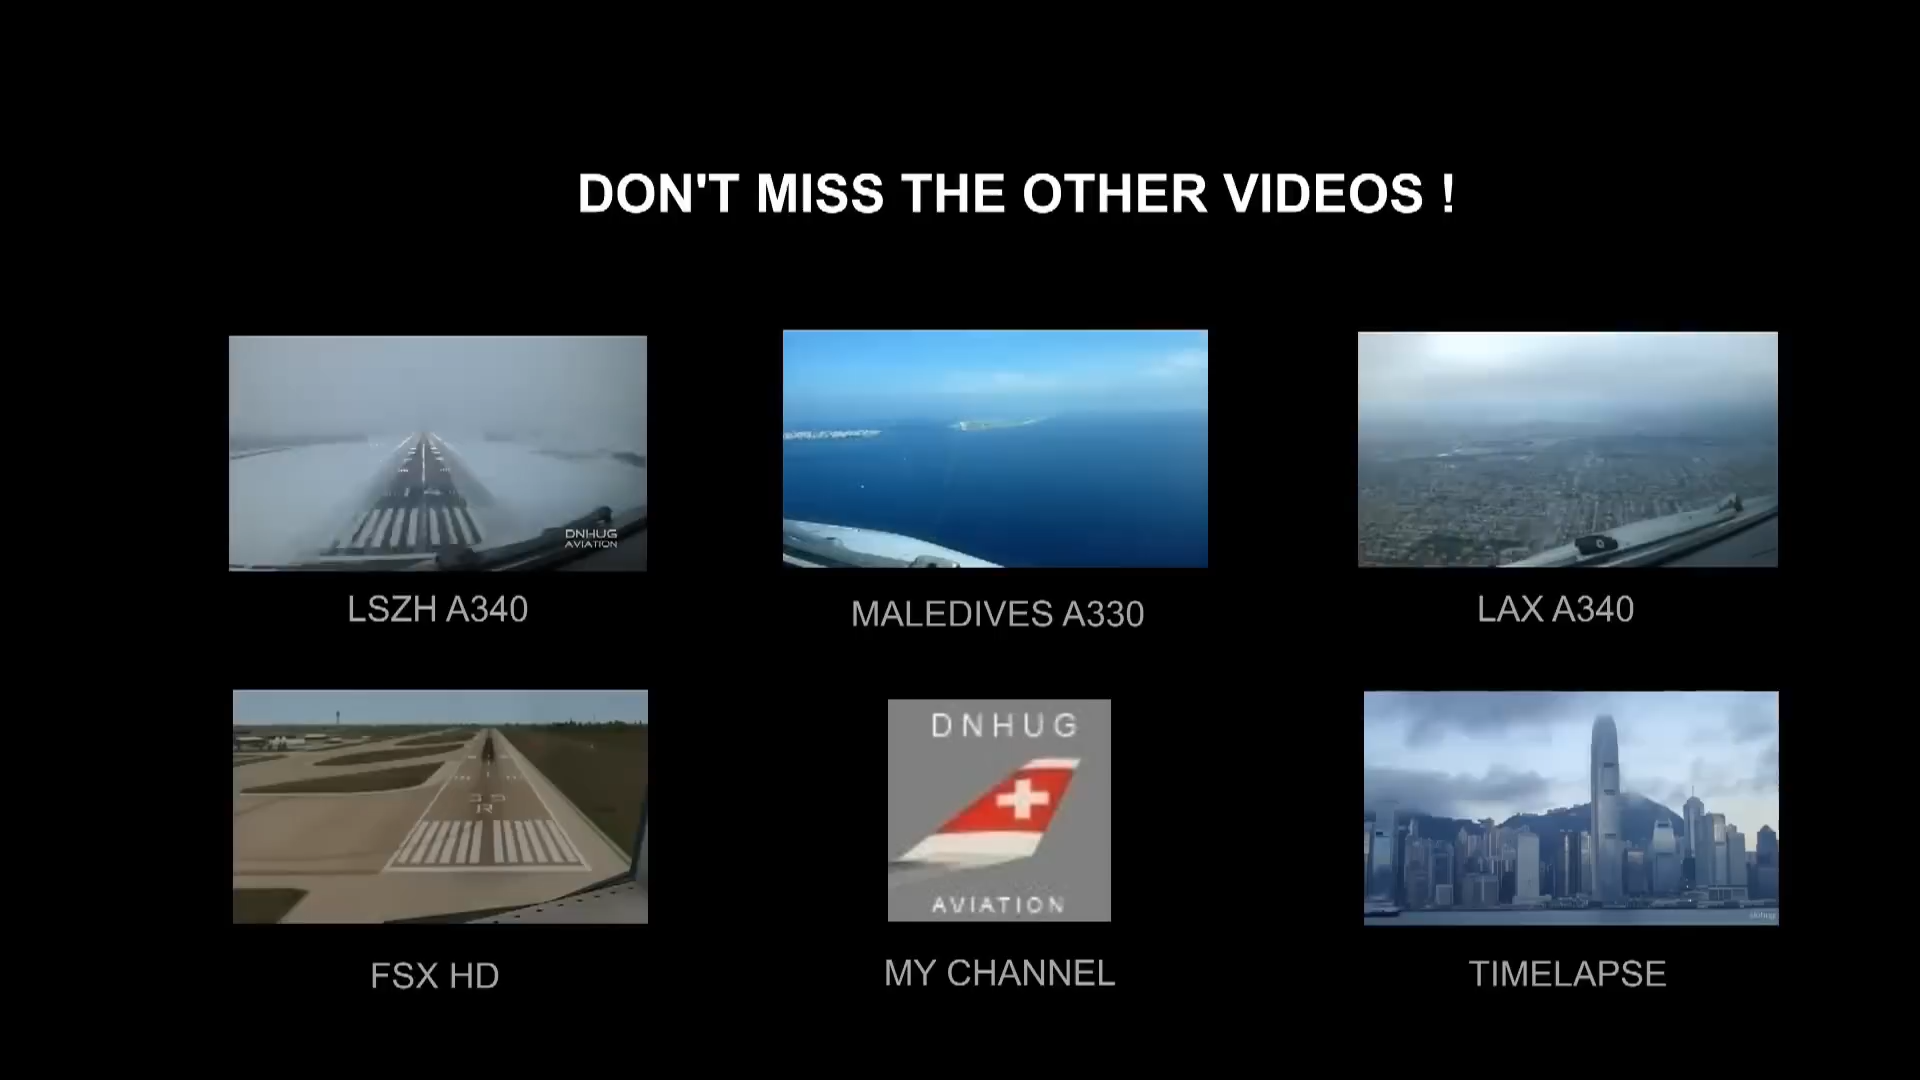 DON'T MISS THE OTHER VIDEOS !
DNHUG
AVIATION
LSZH A340
MALEDIVES A330
LAX A340
DNHUG
AVIATION
FSX HD
MY CHANNEL
TIMELAPSE